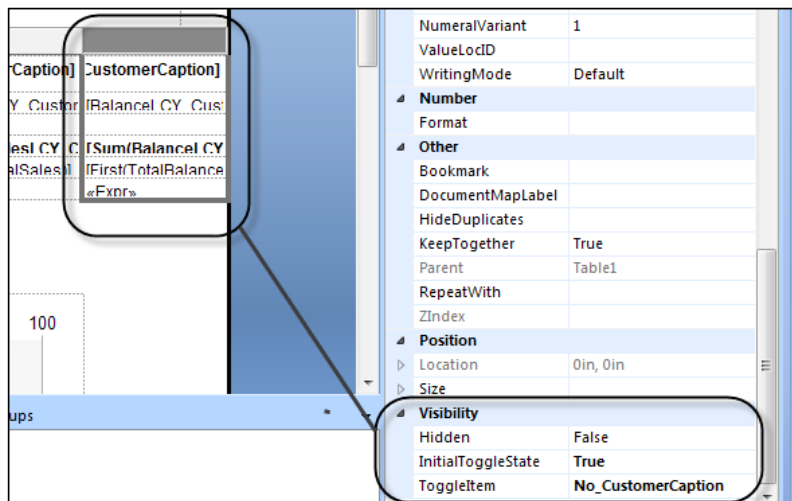 rCaption] CustomerCaption]
Y_Custor [BalanceLCY_Cust
lesLCY_C [Sum(BalanceLCY
alSales)] [First(TotalBalance
«Expr»
100
ups
NumeralVariant 1
ValueLocID
WritingMode Default
Number
Format
Other
Bookmark
DocumentMapLabel
HideDuplicates
KeepTogether True
Parent Table1
RepeatWith
ZIndex
Position
Location 0in, 0in
Size
Visibility
Hidden False
InitialToggleState True
ToggleItem No_CustomerCaption